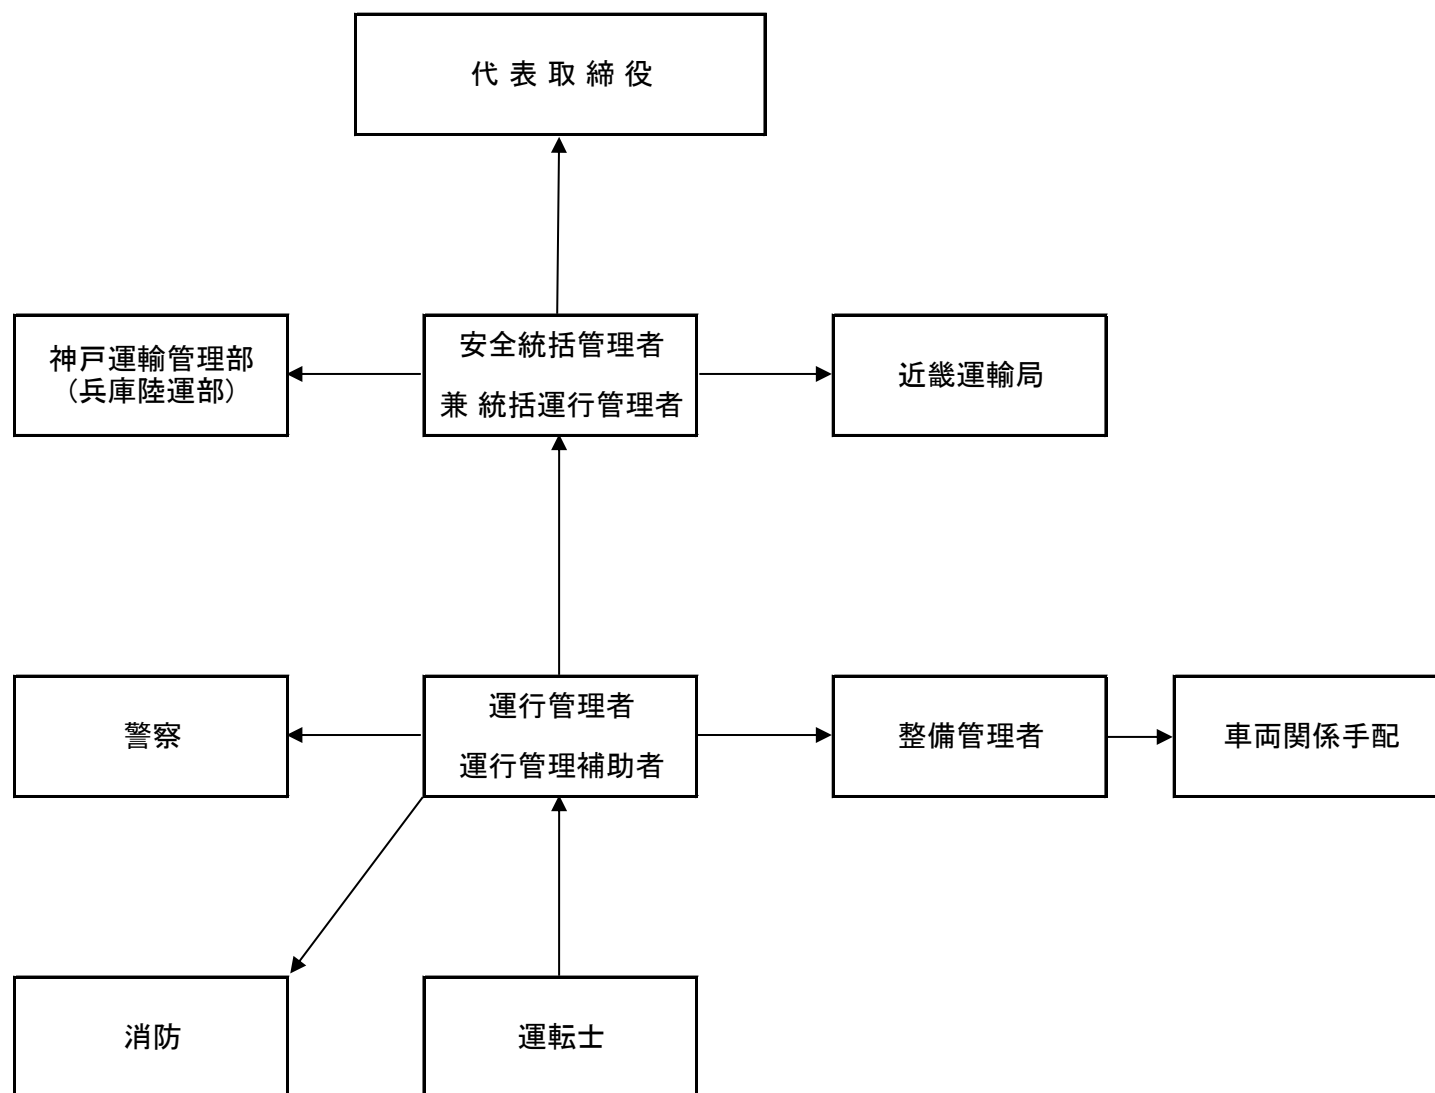 代 表 取 締 役
神戸運輸管理部
(兵庫陸運部)
安全統括管理者
兼 統括運行管理者
近畿運輸局
警察
運行管理者
運行管理補助者
整備管理者
車両関係手配
消防
運転士